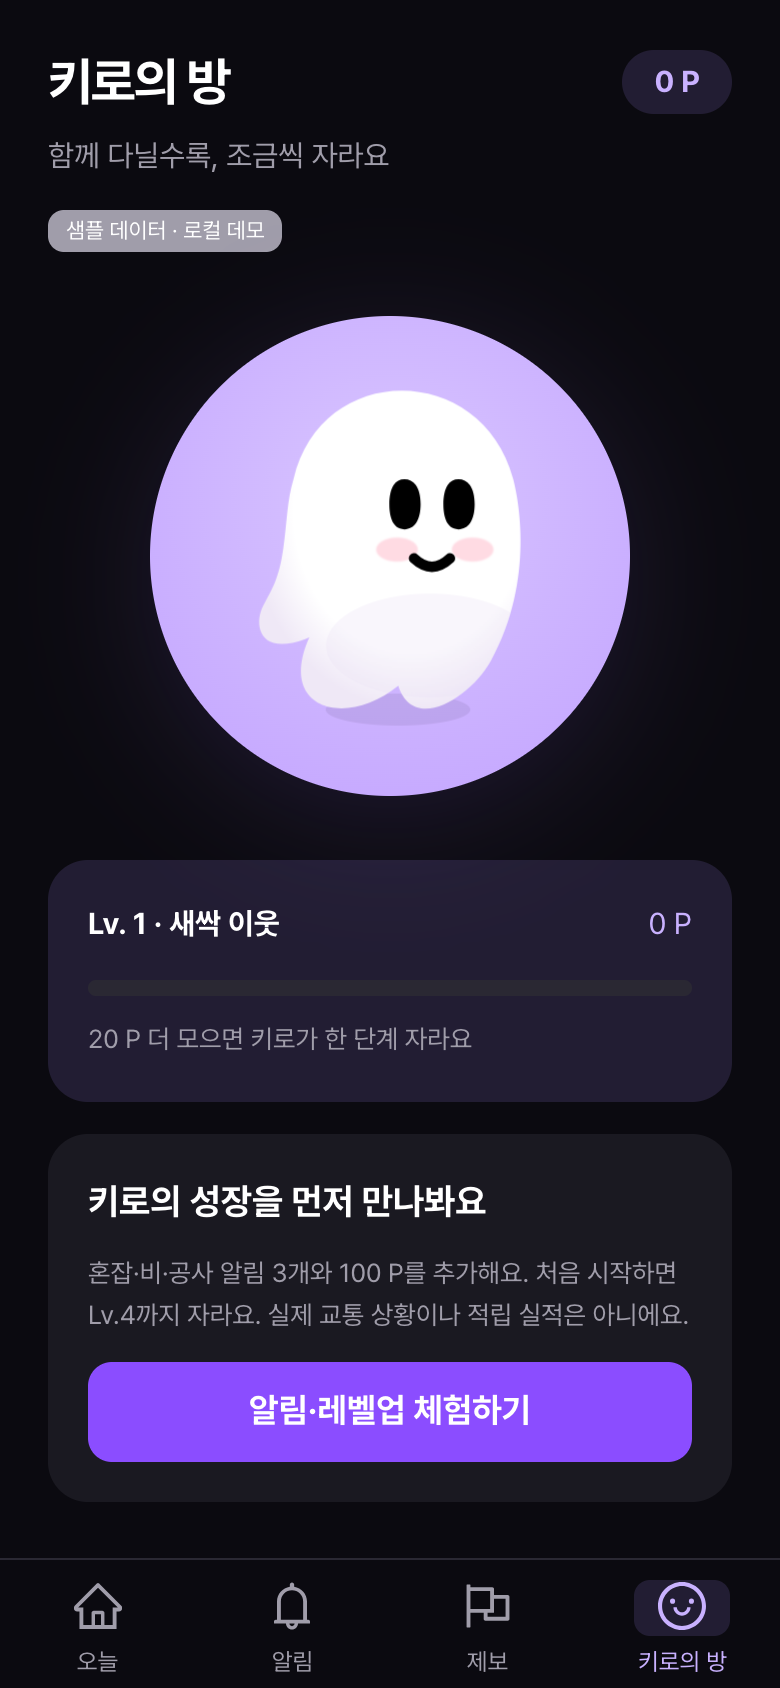 키로의 방
0 P
함께 다닐수록, 조금씩 자라요
샘플 데이터 · 로컬 데모
Lv. 1 · 새싹 이웃
0 P
20 P 더 모으면 키로가 한 단계 자라요
키로의 성장을 먼저 만나봐요
혼잡·비·공사 알림 3개와 100 P를 추가해요. 처음 시작하면
Lv.4까지 자라요. 실제 교통 상황이나 적립 실적은 아니에요.
알림·레벨업 체험하기
오늘
알림
제보
키로의 방